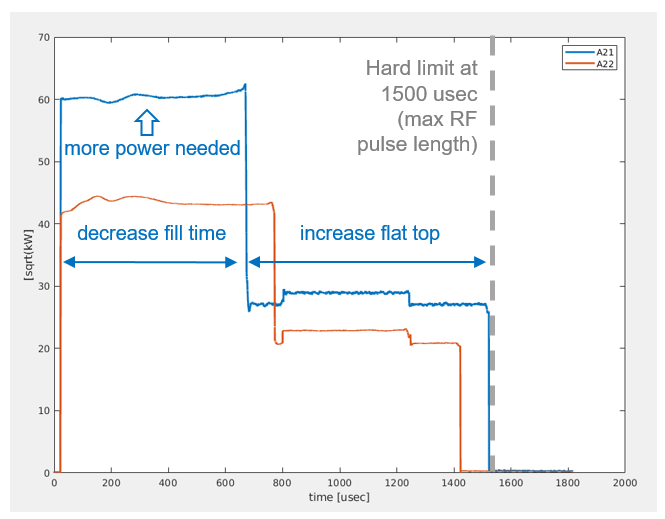 70
60
50
40
30
20
10
0
[sqrt(kW]
A21
A22
Hard limit at
1500 usec
(max RF
pulse length)
more power needed
decrease fill time
increase flat top
0 200 400 600 800 1000 1200 1400 1600 1800 2000
time [usec]